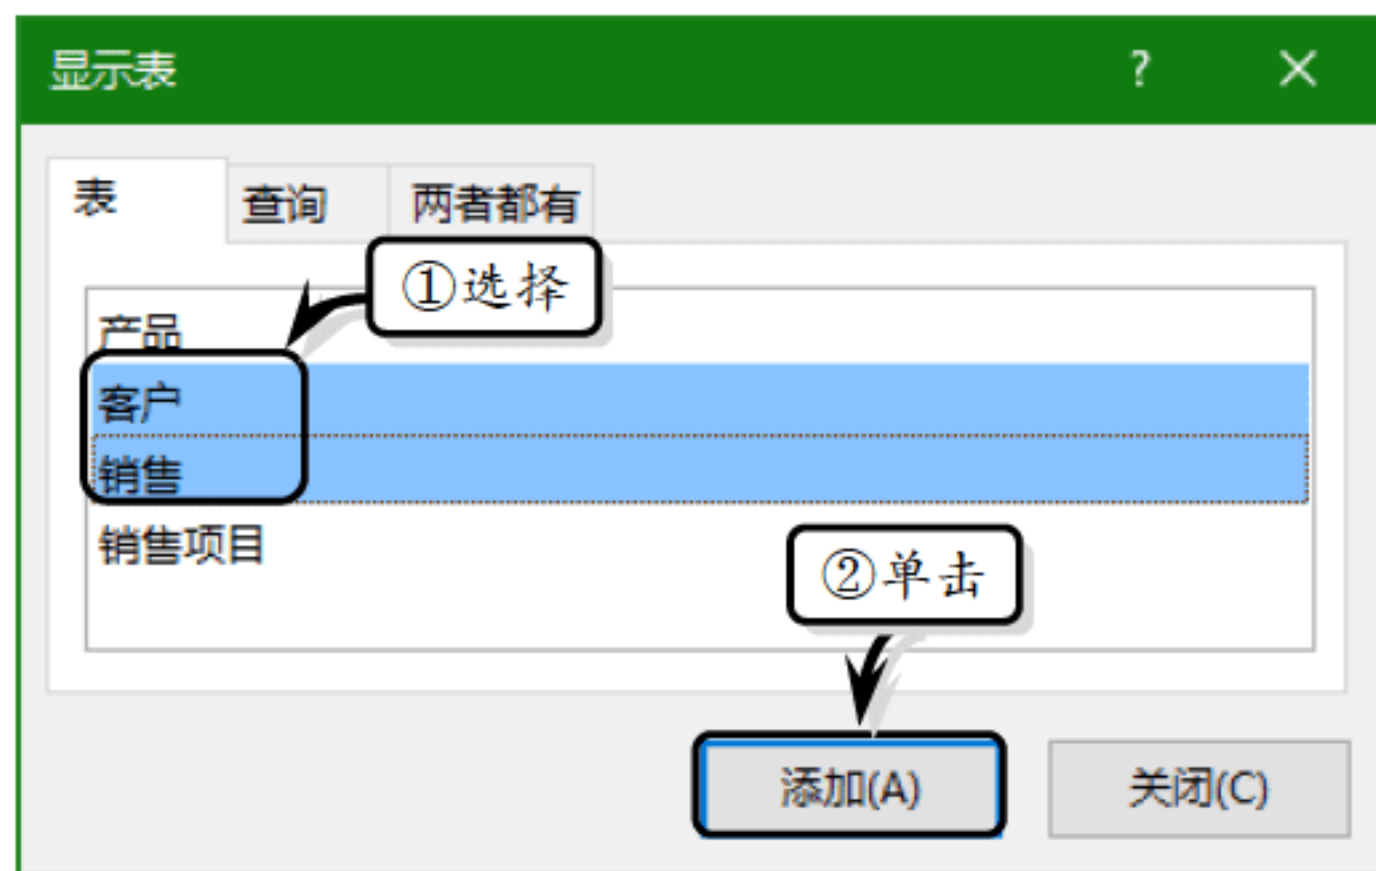 显示表
?
×
表 查询 两者都有
①选择
产品
客户
销售
销售项目
②单击
添加(A) 关闭(C)